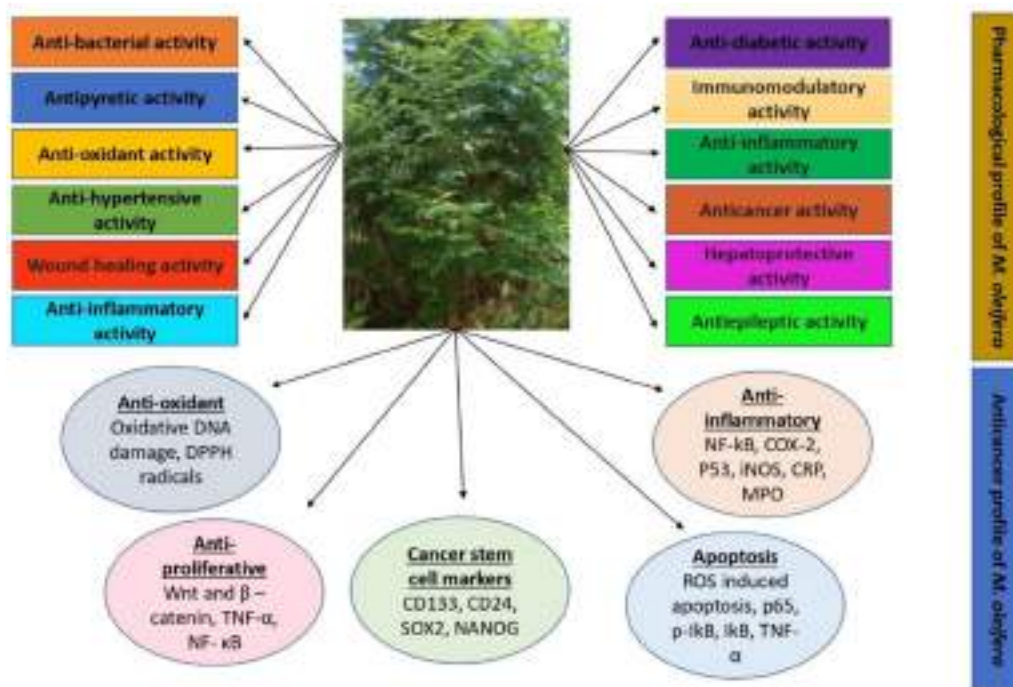 Anti-bacterial activity
Antipyretic activity
Anti-oxidant activity
Anti-hypertensive
activity
Wound healing activity
Anti-inflammatory
activity
Anti-diabetic activity
Immunomodulatory
activity
Anti-inflammatory
activity
Anticancer activity
Hepatoprotective
activity
Antiepileptic activity
Pharmacological profile of M. oleifera
Anti-oxidant
Oxidative DNA
damage, DPPH
radicals
Anti-
inflammatory
NF-kB, COX-2,
P53, iNOS, CRP,
MPO
Anti-
proliferative
Wnt and β –
catenin, TNF-α,
NF- κB
Cancer stem
cell markers
CD133, CD24,
SOX2, NANOG
Apoptosis
ROS induced
apoptosis, p65,
p-IkB, IkB, TNF-
α
Anticancer profile of M. oleifera